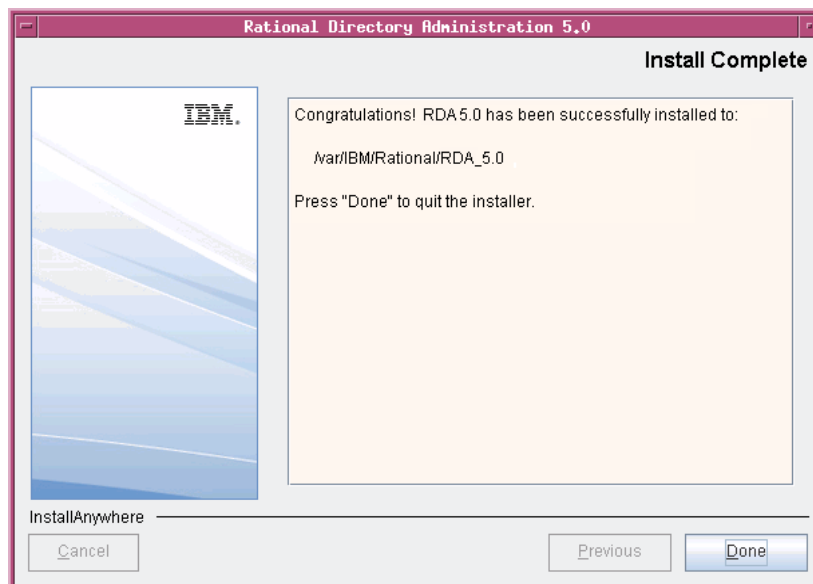 Rational Directory Administration 5.0
Install Complete
IBM.
Congratulations! RDA 5.0 has been successfully installed to:
/var/IBM/Rational/RDA_5.0
Press "Done" to quit the installer.
InstallAnywhere
Cancel
Previous
Done